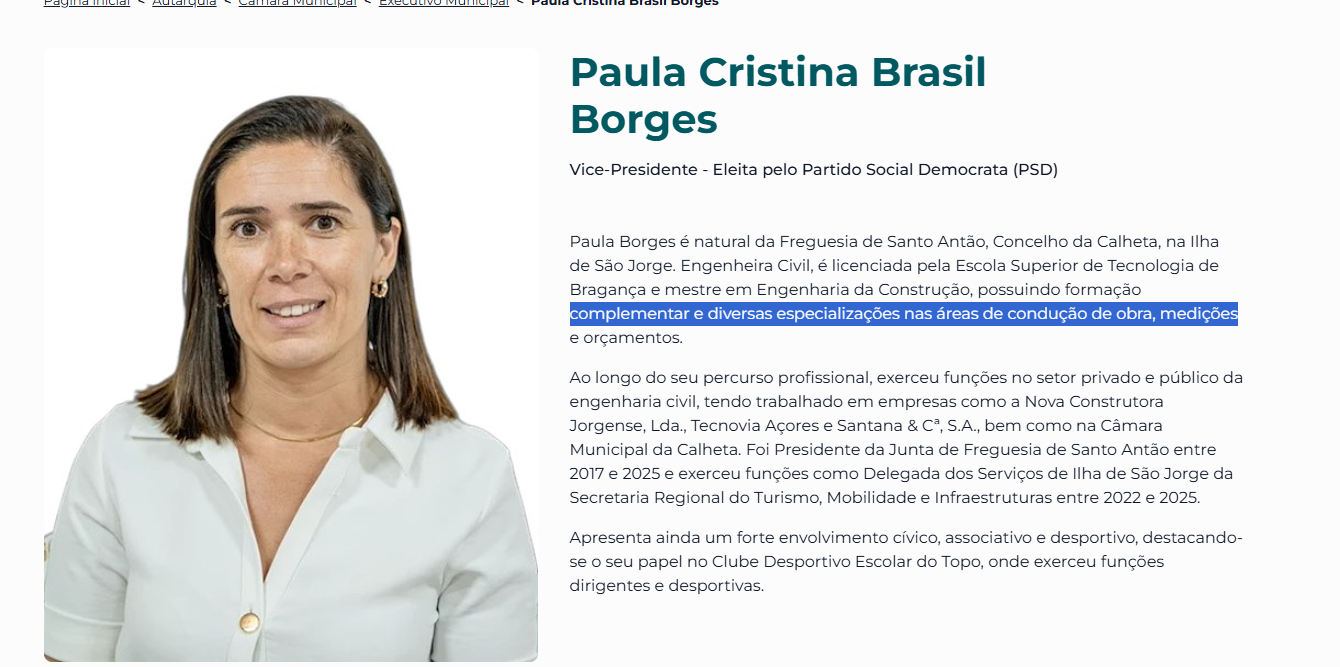 Página inicial < Autarquia < Câmara Municipal < Executivo Municipal < Paula Cristina Brasil Borges
Paula Cristina Brasil
Borges
Vice-Presidente - Eleita pelo Partido Social Democrata (PSD)
Paula Borges é natural da Freguesia de Santo Antão, Concelho da Calheta, na Ilha
de São Jorge. Engenheira Civil, é licenciada pela Escola Superior de Tecnologia de
Bragança e mestre em Engenharia da Construção, possuindo formação
complementar e diversas especializações nas áreas de condução de obra, medições
e orçamentos.
Ao longo do seu percurso profissional, exerceu funções no setor privado e público da
engenharia civil, tendo trabalhado em empresas como a Nova Construtora
Jorgense, Lda., Tecnovia Açores e Santana & Cª, S.A., bem como na Câmara
Municipal da Calheta. Foi Presidente da Junta de Freguesia de Santo Antão entre
2017 e 2025 e exerceu funções como Delegada dos Serviços de Ilha de São Jorge da
Secretaria Regional do Turismo, Mobilidade e Infraestruturas entre 2022 e 2025.
Apresenta ainda um forte envolvimento cívico, associativo e desportivo, destacando-
se o seu papel no Clube Desportivo Escolar do Topo, onde exerceu funções
dirigentes e desportivas.